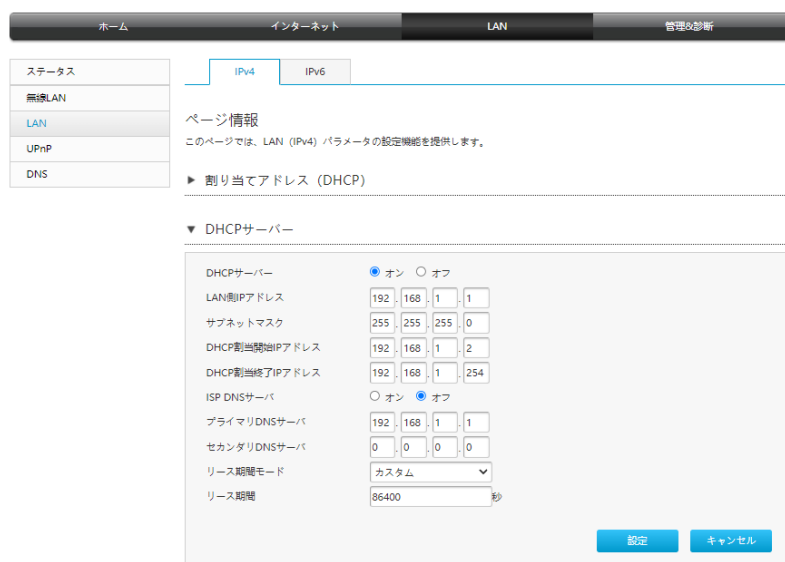 ホーム インターネット LAN 管理&診断
ステータス
無線LAN
LAN
UPnP
DNS
IPv4 IPv6
ページ情報
このページでは、LAN（IPv4）パラメータの設定機能を提供します。
▶ 割り当てアドレス（DHCP）
▼ DHCPサーバー
DHCPサーバー オン オフ
LAN側IPアドレス 192 . 168 . 1 . 1
サブネットマスク 255 . 255 . 255 . 0
DHCP割当開始IPアドレス 192 . 168 . 1 . 2
DHCP割当終了IPアドレス 192 . 168 . 1 . 254
ISP DNSサーバ オン オフ
プライマリDNSサーバ 192 . 168 . 1 . 1
セカンダリDNSサーバ 0 . 0 . 0 . 0
リース期間モード カスタム
リース期間 86400 秒
設定 キャンセル